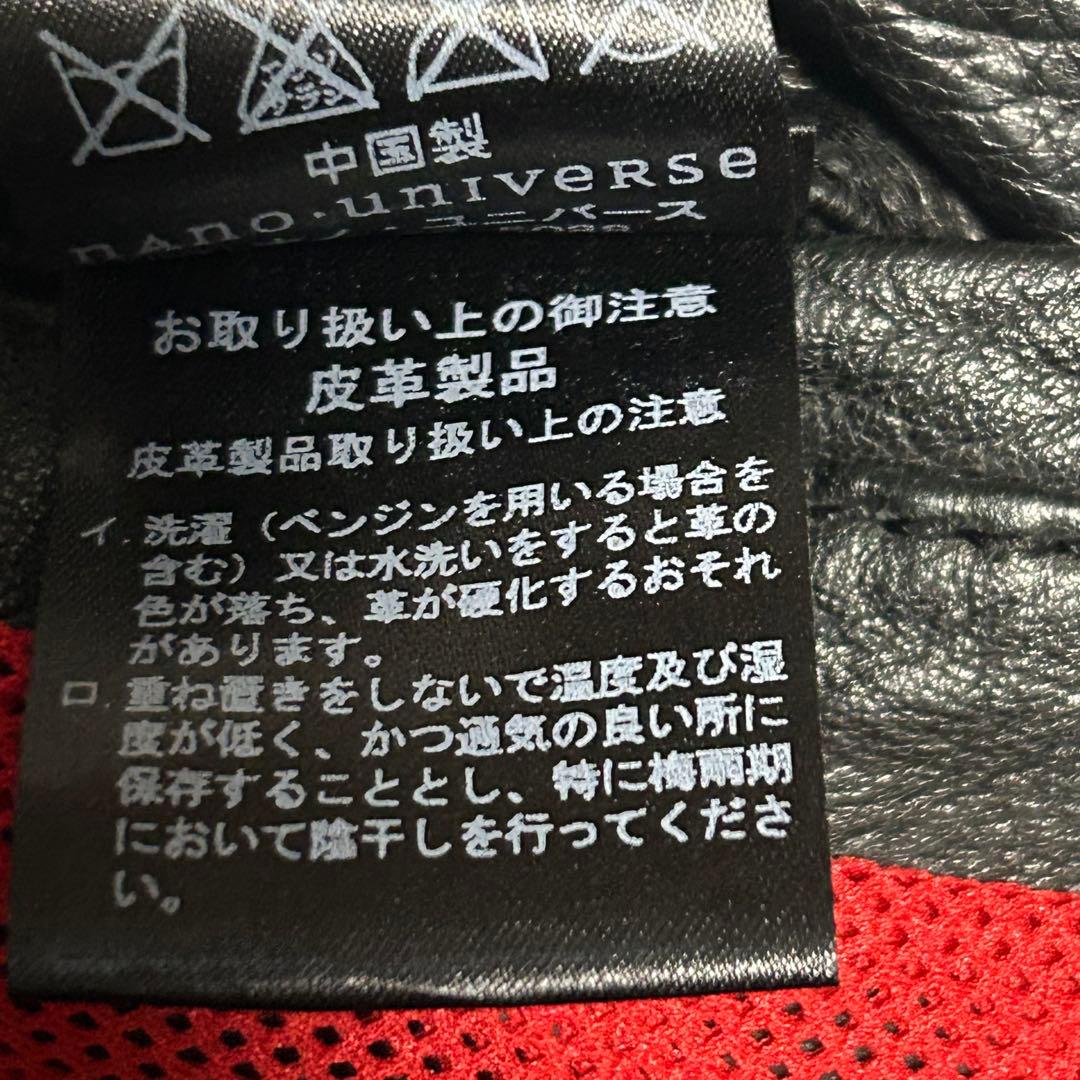 中国製
nano・universe
ユニバース
お取り扱い上の御注意
皮革製品
皮革製品取り扱い上の注意
イ. 洗濯(ベンジンを用いる場合を
含む)又は水洗いをすると革の
色が落ち、革が硬化するおそれ
があります。
ロ. 重ね置きをしないで温度及び湿
度が低く、かつ通気の良い所に
保存することとし、特に梅雨期
において陰干しを行ってくださ
い。